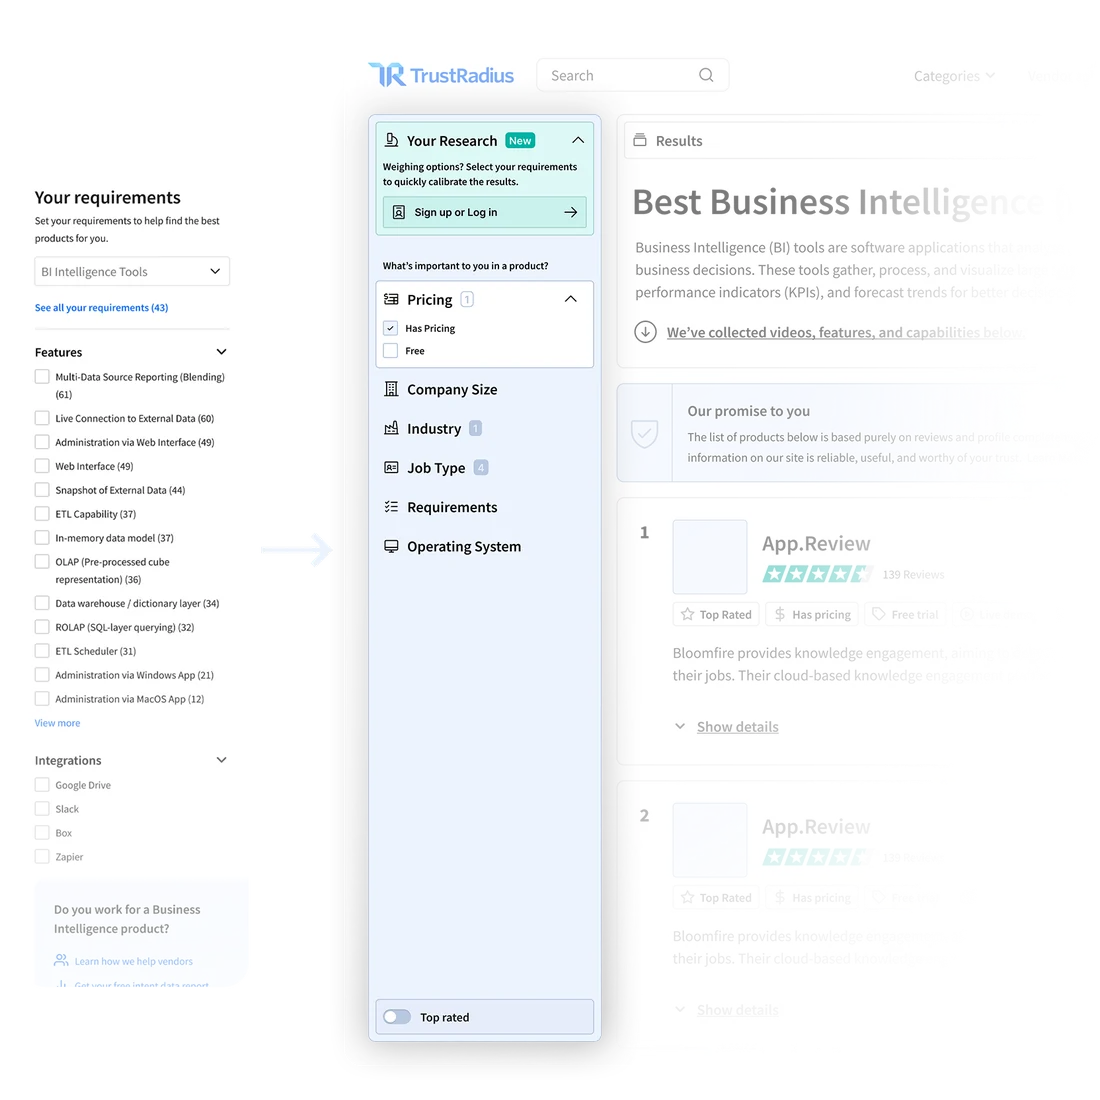 Your requirements
Set your requirements to help find the best
products for you.
BI Intelligence Tools
See all your requirements (43)
Features
Multi-Data Source Reporting (Blending)
(61)
Live Connection to External Data (60)
Administration via Web Interface (49)
Web Interface (49)
Snapshot of External Data (44)
ETL Capability (37)
In-memory data model (37)
OLAP (Pre-processed cube
representation) (36)
Data warehouse / dictionary layer (34)
ROLAP (SQL-layer querying) (32)
ETL Scheduler (31)
Administration via Windows App (21)
Administration via MacOS App (12)
View more
Integrations
Google Drive
Slack
Box
Zapier
Do you work for a Business
Intelligence product?
Learn how we help vendors
Get your free intent data report
TrustRadius
Search
Categories
Your Research New
Weighing options? Select your requirements
to quickly calibrate the results.
Sign up or Log in
What's important to you in a product?
Pricing 1
Has Pricing
Free
Company Size
Industry 1
Job Type 4
Requirements
Operating System
Top rated
Results
Best Business Intelligence
Business Intelligence (BI) tools are software applications that
business decisions. These tools gather, process, and visualize
performance indicators (KPIs), and forecast trends for better
We've collected videos, features, and capabilities below.
Our promise to you
The list of products below is based purely on reviews and
information on our site is reliable, useful, and worthy of your trust.
1
App.Review
139 Reviews
Top Rated
Has pricing
Free trial
Bloomfire provides knowledge engagement,
their jobs. Their cloud-based knowledge
Show details
2
App.Review
139
Top Rated
Has pricing
Bloomfire provides knowledge
their jobs. Their cloud-based
Show details